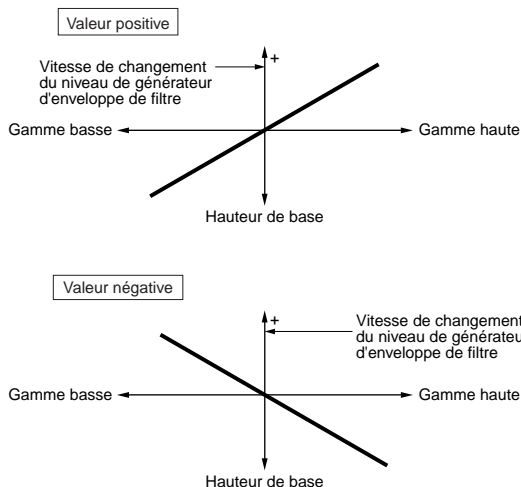 Valeur positive
Vitesse de changement
du niveau de générateur
d'enveloppe de filtre
+
Gamme basse
Gamme haute
Hauteur de base
Valeur négative
+
Vitesse de changement
du niveau de générateu
d'enveloppe de filtre
Gamme basse
Gamme haute
Hauteur de base